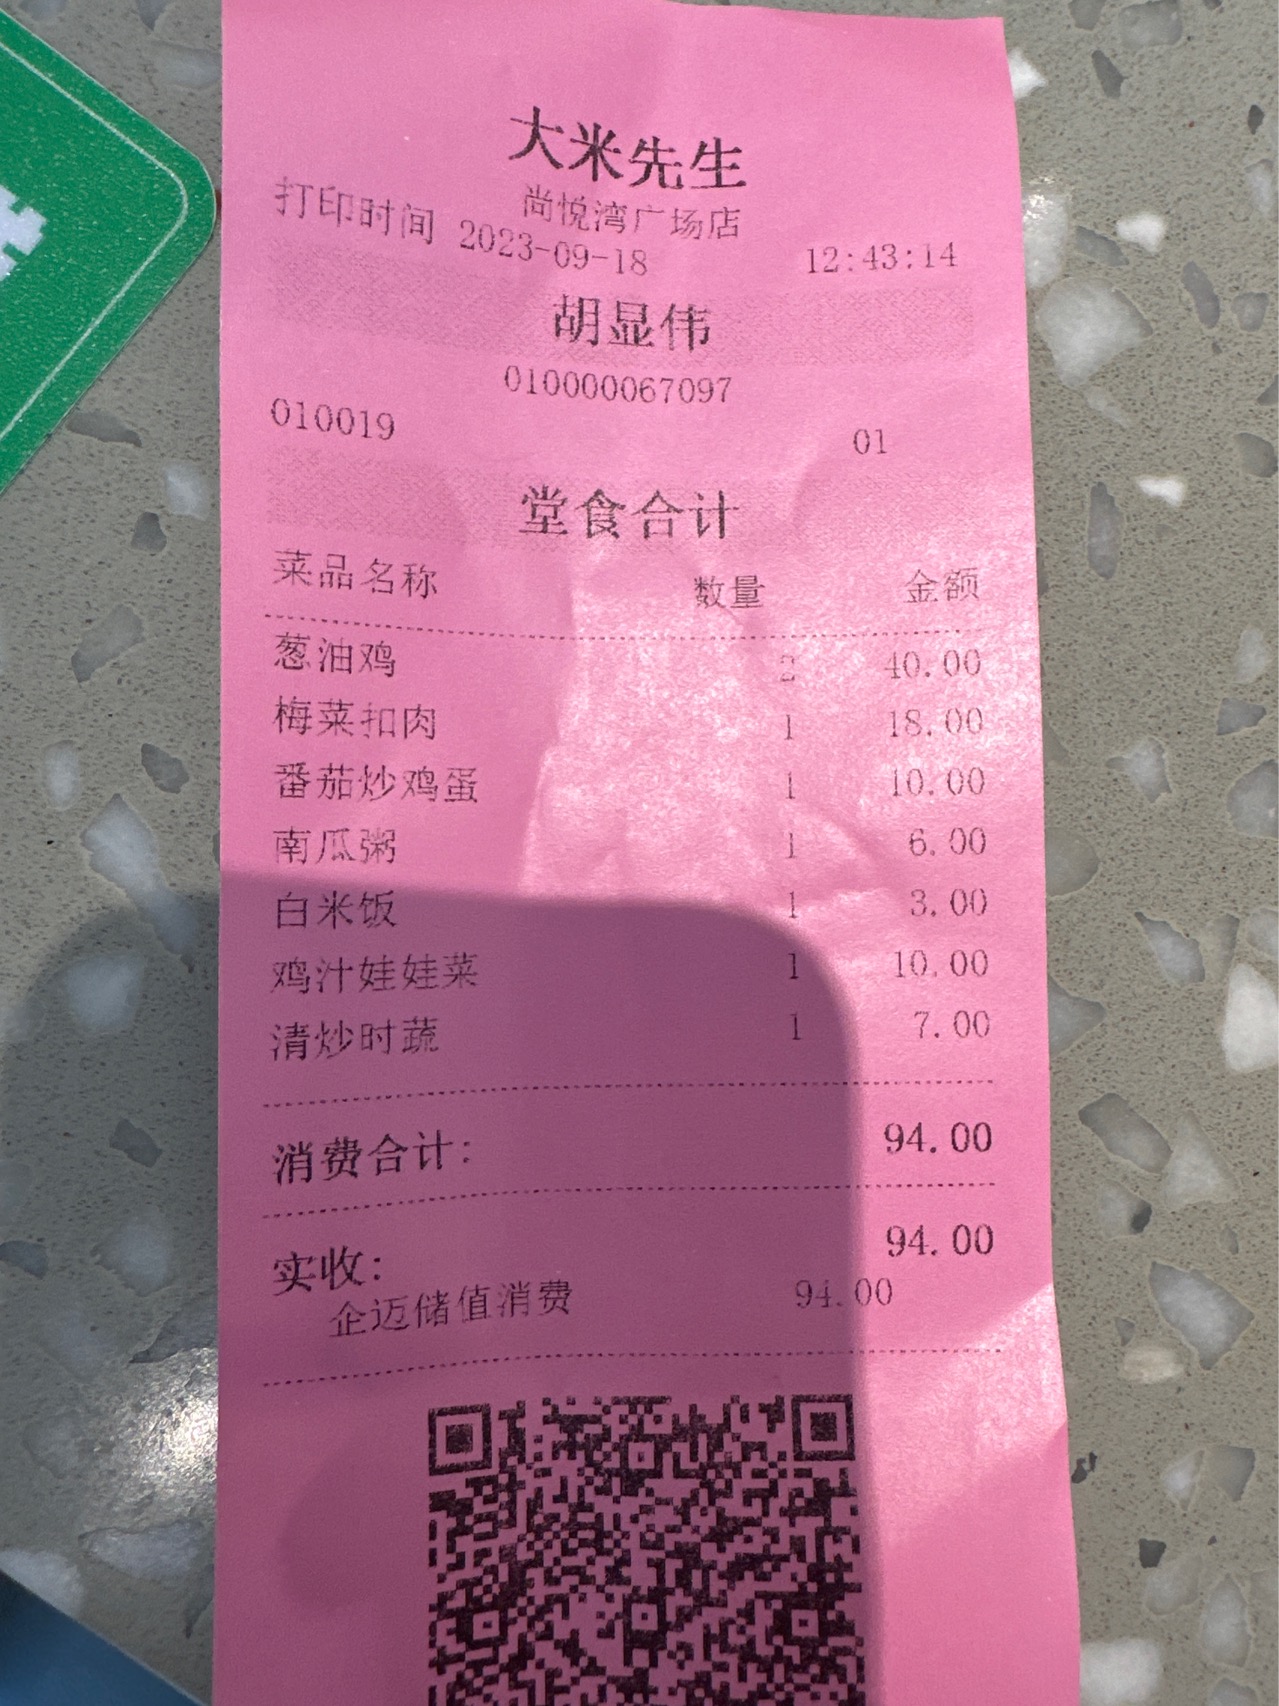 大米先生
尚悦湾广场店
打印时间 2023-09-18 12:43:14
胡显伟
010000067097
010019 01
堂食合计
菜品名称 数量 金额
葱油鸡 2 40.00
梅菜扣肉 1 18.00
番茄炒鸡蛋 1 10.00
南瓜粥 1 6.00
白米饭 1 3.00
鸡汁娃娃菜 1 10.00
清炒时蔬 1 7.00
消费合计: 94.00
实收: 94.00
企迈储值消费 94.00